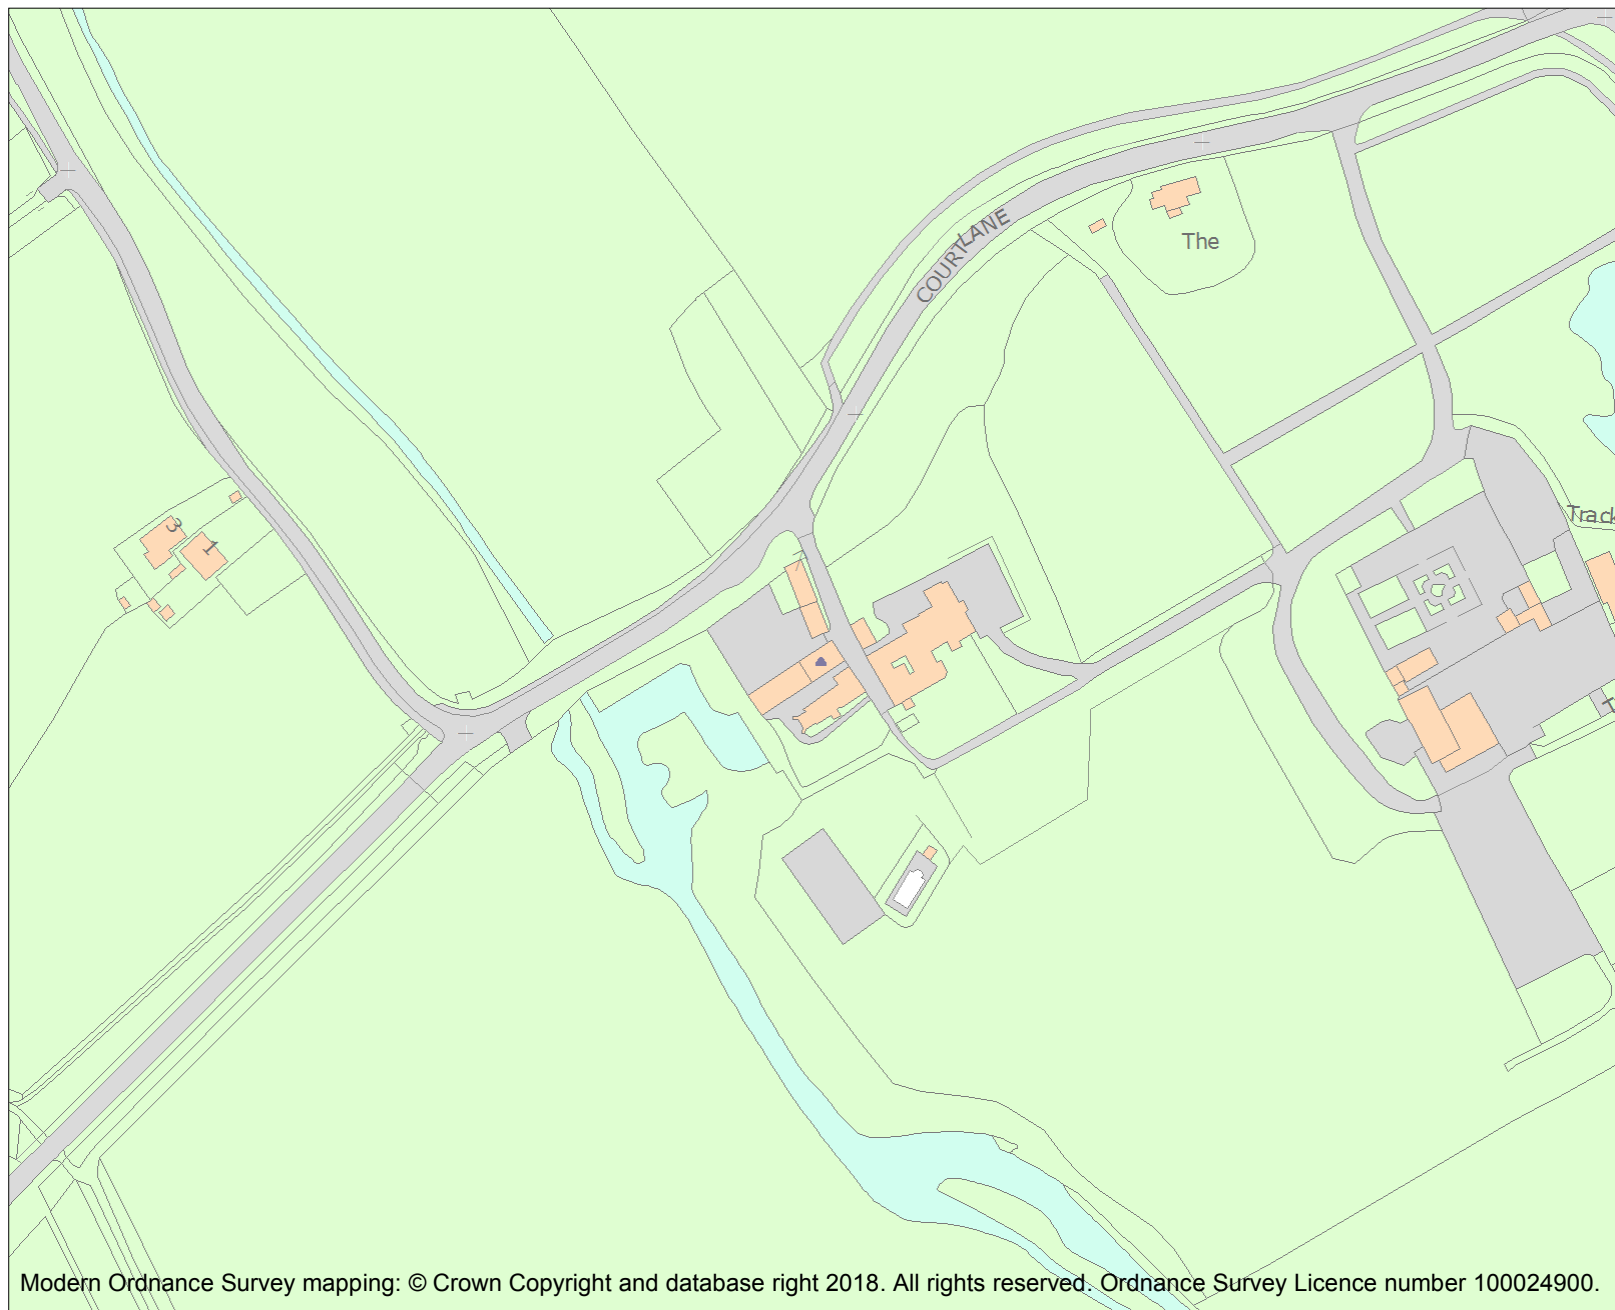 COURT LANE
The
3
1
Track
Modern Ordnance Survey mapping: © Crown Copyright and database right 2018. All rights reserved. Ordnance Survey Licence number 100024900.